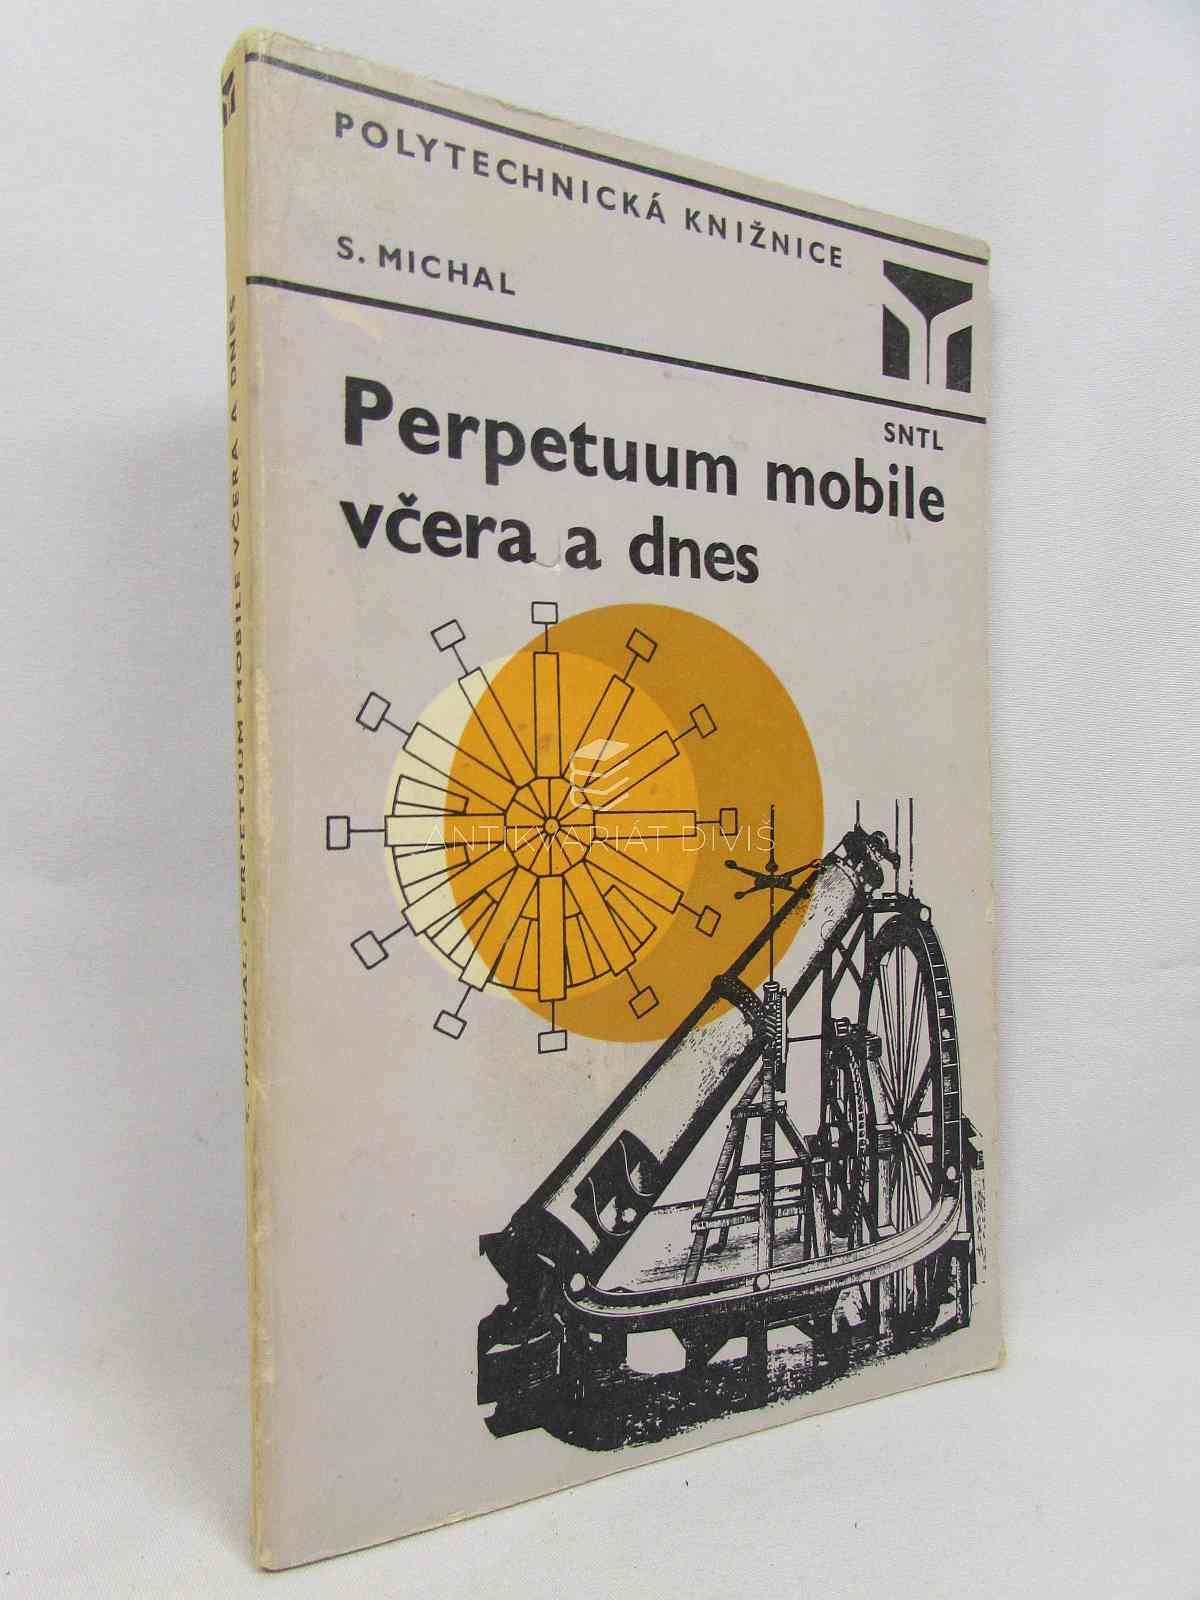 POLYTECHNICKÁ KNIŽNICE
S. MICHAL
SNTL
Perpetuum mobile
včera a dnes
ANTIKVARIÁT DIVIŠ
S. MICHAL / PERPETUUM MOBILE VČERA A DNES